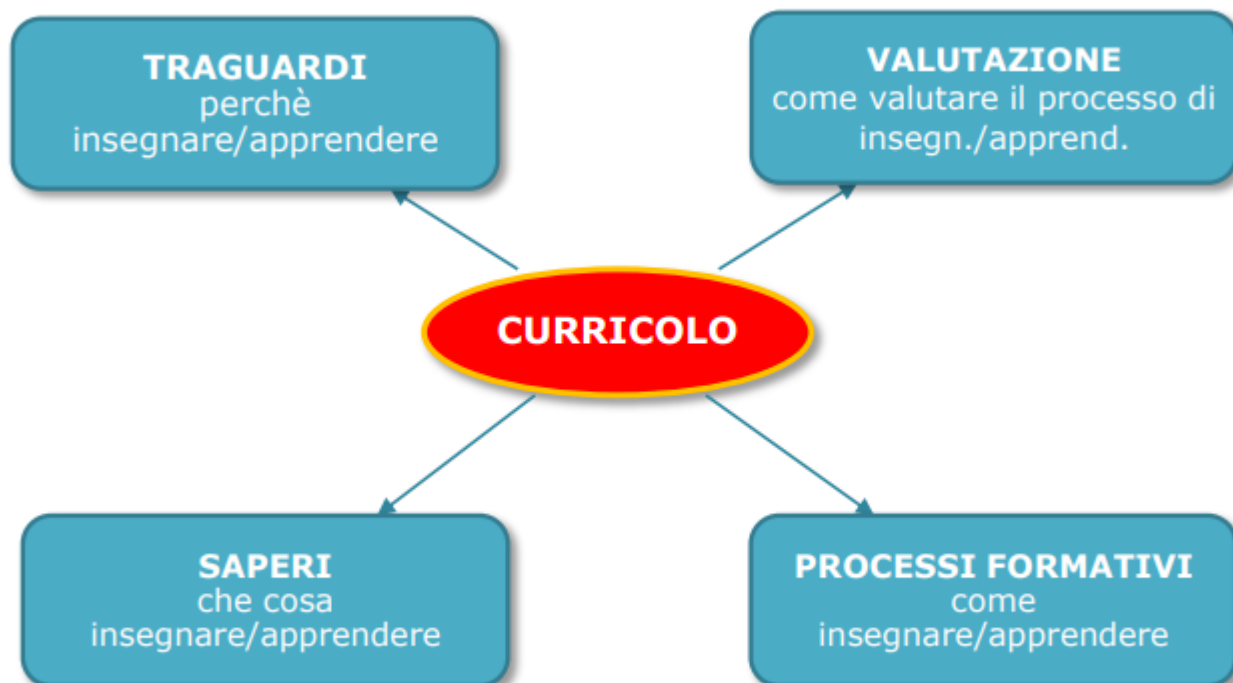 TRAGUARDI
perchè
insegnare/apprendere
VALUTAZIONE
come valutare il processo di
insegn./apprend.
CURRICOLO
SAPERI
che cosa
insegnare/apprendere
PROCESSI FORMATIVI
come
insegnare/apprendere